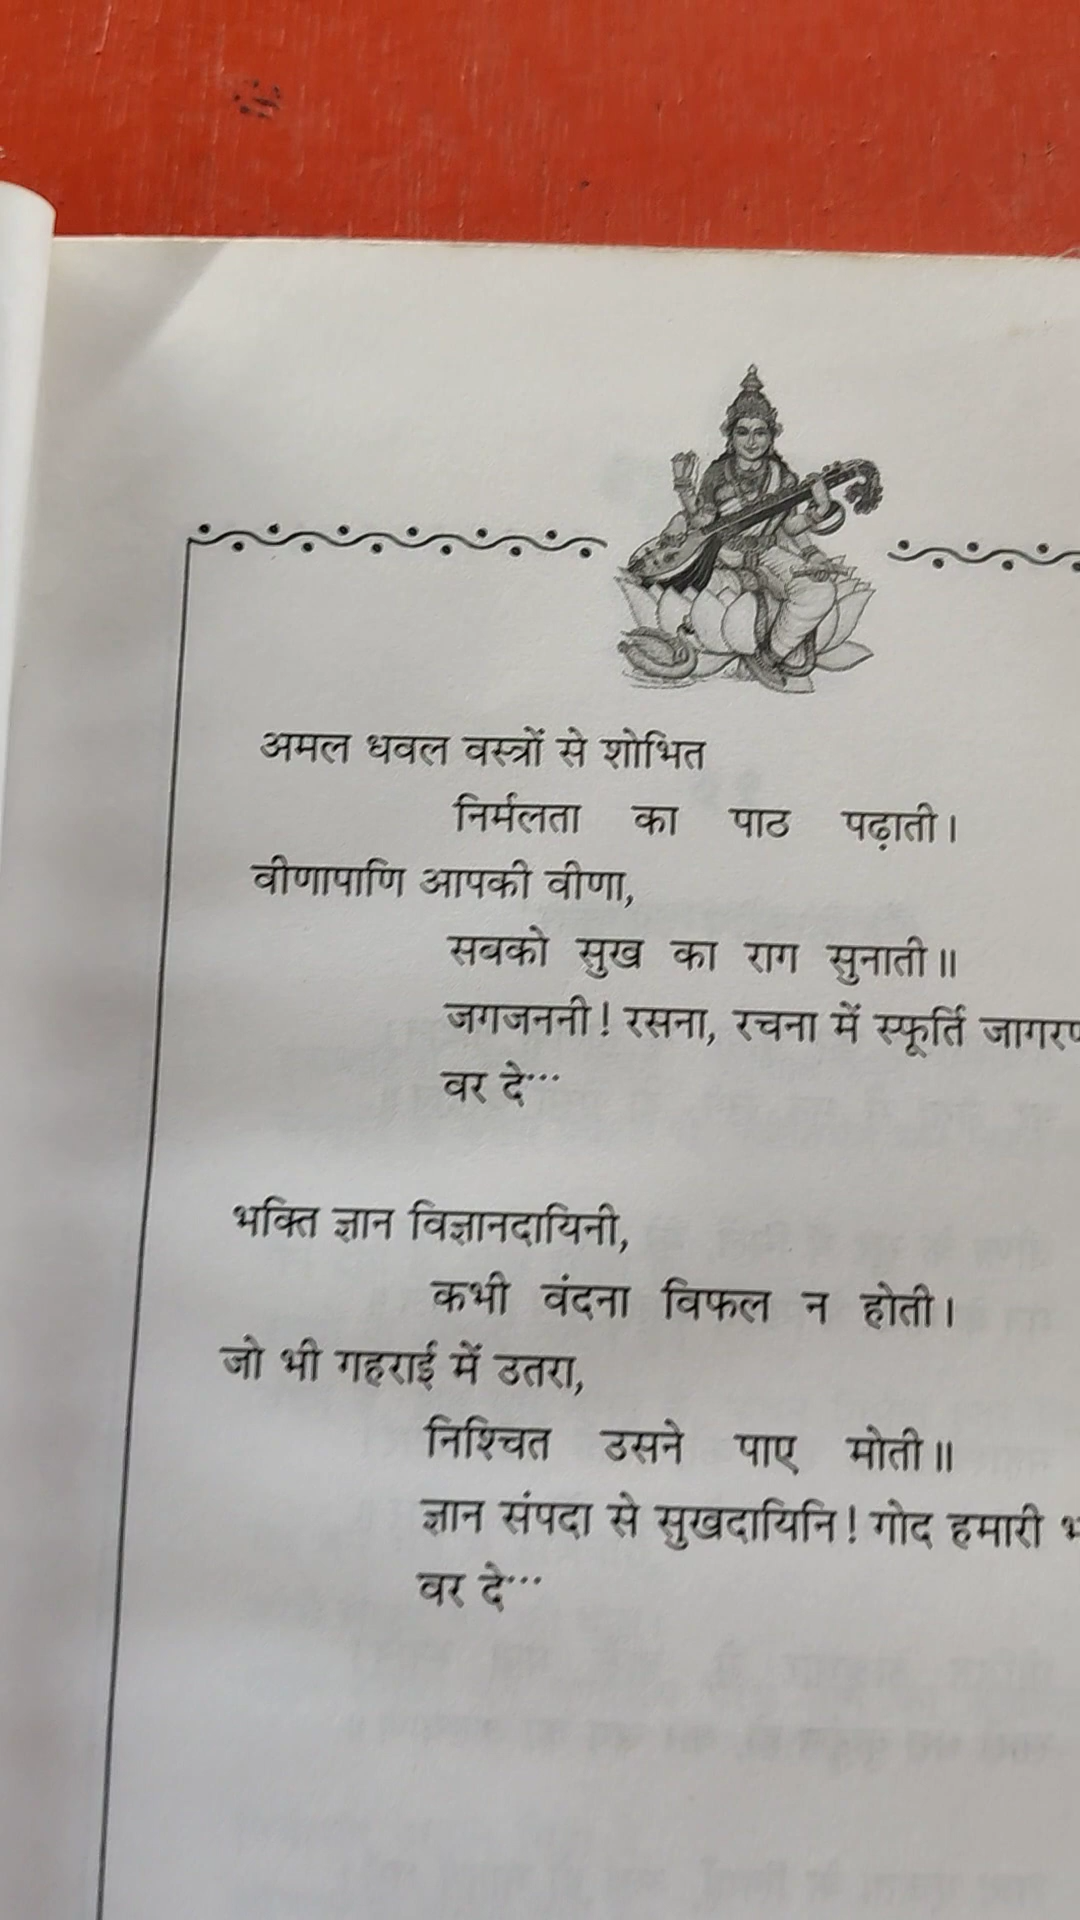 अमल धवल वस्त्रों से शोभित
निर्मलता का पाठ पढ़ाती।
वीणापाणि आपकी वीणा,
सबको सुख का राग सुनाती॥
जगजननी! रसना, रचना में स्फूर्ति
वर दे...
भक्ति ज्ञान विज्ञानदायिनी,
कभी वंदना विफल न होती।
जो भी गहराई में उतरा,
निश्चित उसने पाए मोती॥
ज्ञान संपदा से सुखदायिनि! गोद हमारी
वर दे...